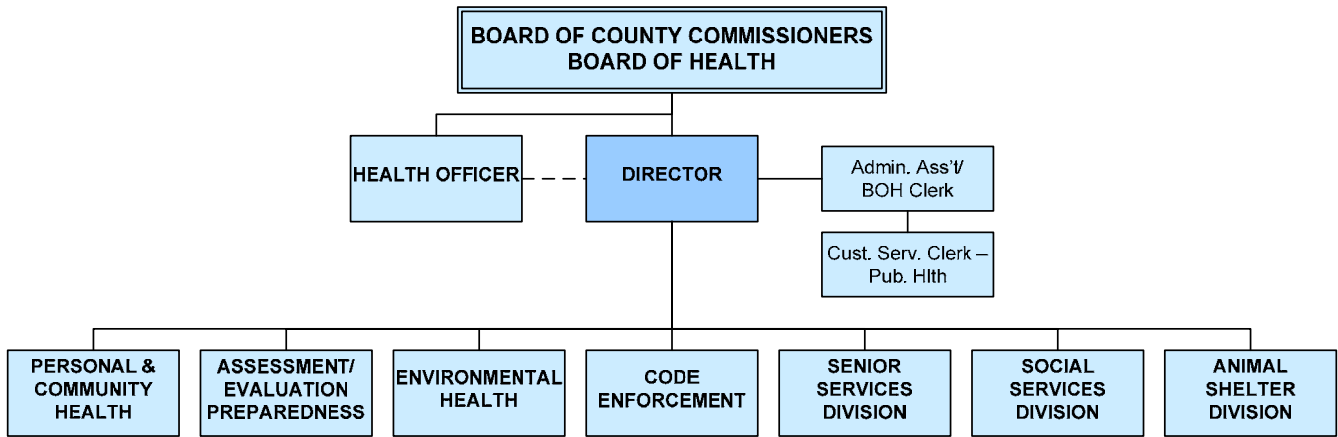 BOARD OF COUNTY COMMISSIONERS
BOARD OF HEALTH
HEALTH OFFICER
DIRECTOR
Admin. Ass't/
BOH Clerk
Cust. Serv. Clerk –
Pub. Hlth
PERSONAL &
COMMUNITY
HEALTH
ASSESSMENT/
EVALUATION
PREPAREDNESS
ENVIRONMENTAL
HEALTH
CODE
ENFORCEMENT
SENIOR
SERVICES
DIVISION
SOCIAL
SERVICES
DIVISION
ANIMAL
SHELTER
DIVISION